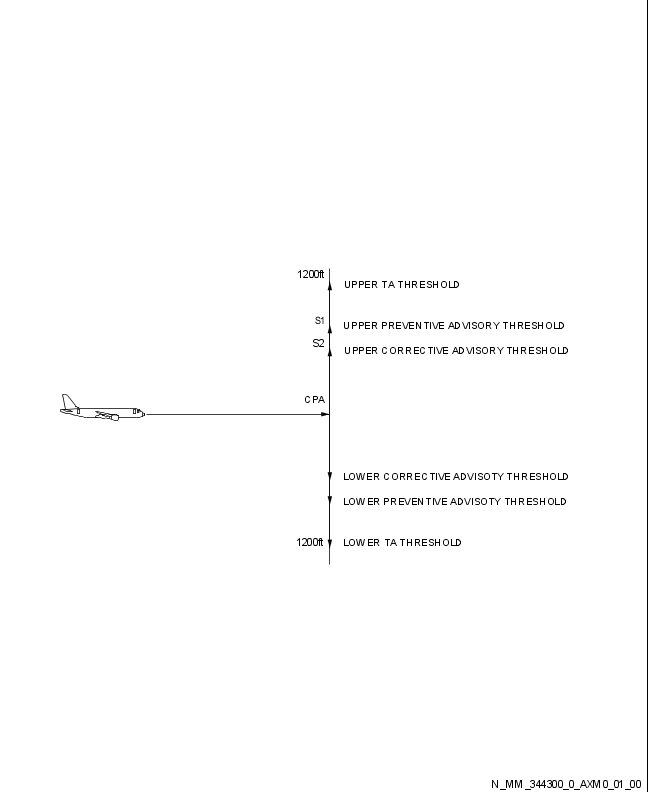 1200ft
UPPER TA THRESHOLD
S1
UPPER PREVENTIVE ADVISORY THRESHOLD
S2
UPPER CORRECTIVE ADVISORY THRESHOLD
CPA
LOWER CORRECTIVE ADVISOTY THRESHOLD
LOWER PREVENTIVE ADVISOTY THRESHOLD
1200ft LOWER TA THRESHOLD
N_MM_344300_0_AXM0_01_00